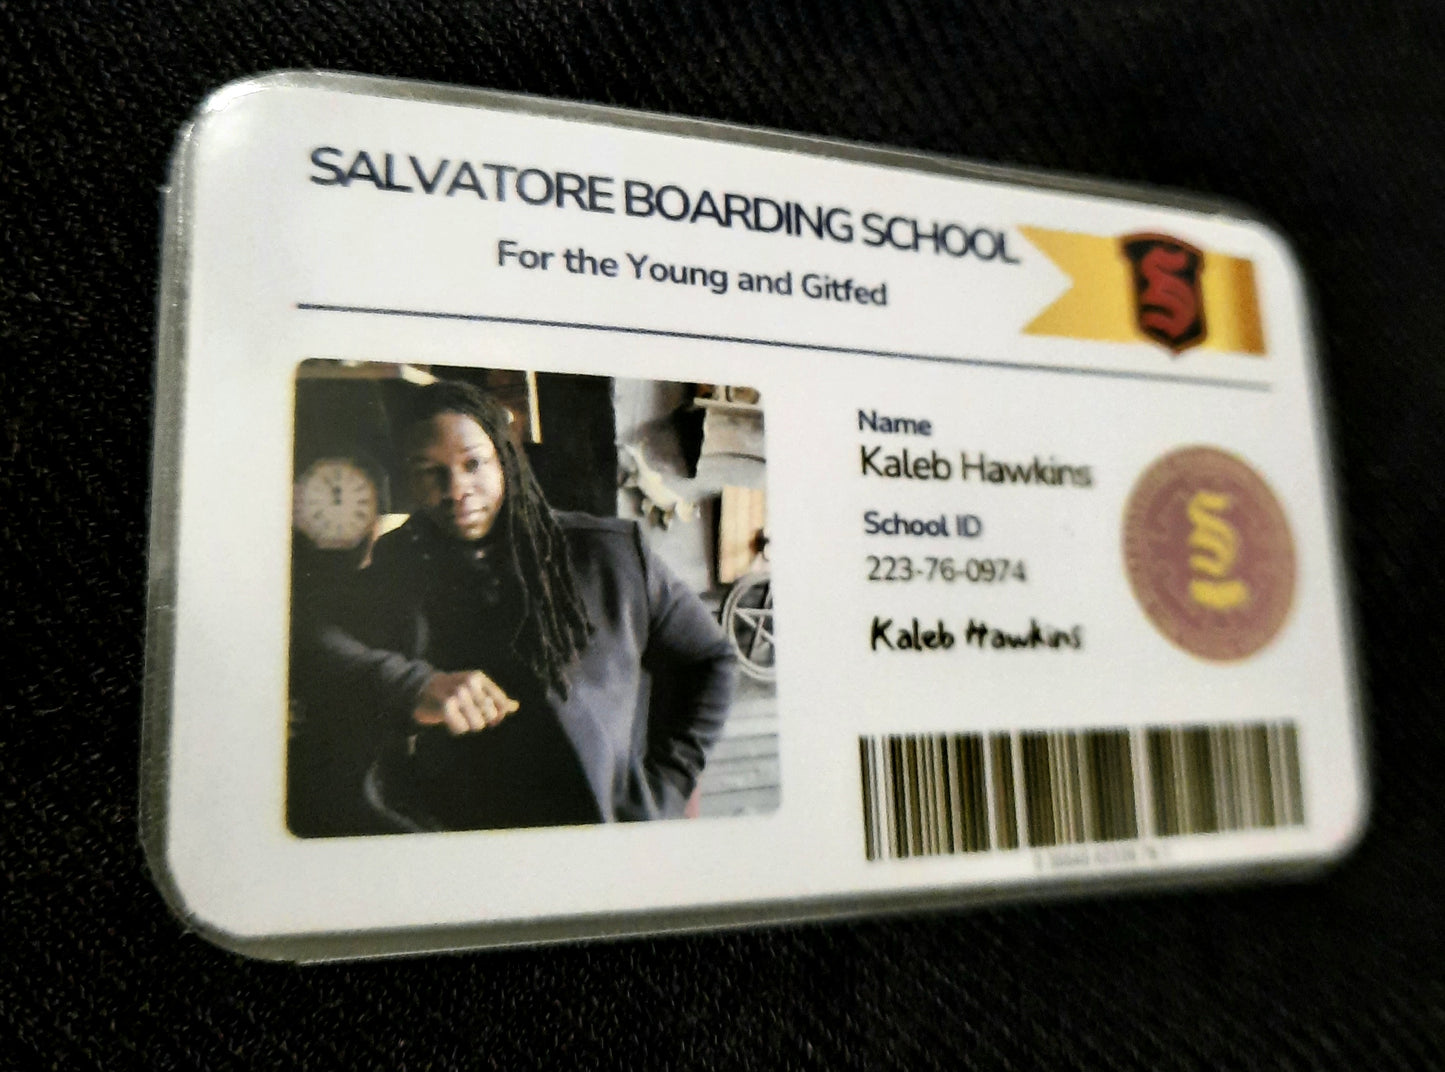 SALVATORE BOARDING SCHOOL
For the Young and Gitfed
S
Name
Kaleb Hawkins
School ID
223-76-0974
Kaleb Hawkins
S